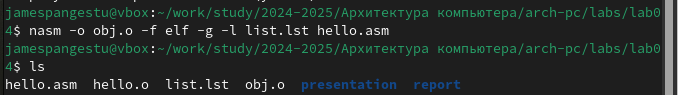 jamespangestu@vbox:~/work/study/2024-2025/Архитектура компьютера/arch-pc/labs/lab0
4$ nasm -o obj.o -f elf -g -l list.lst hello.asm
jamespangestu@vbox:~/work/study/2024-2025/Архитектура компьютера/arch-pc/labs/lab0
4$ ls
hello.asm  hello.o  list.lst  obj.o  presentation  report